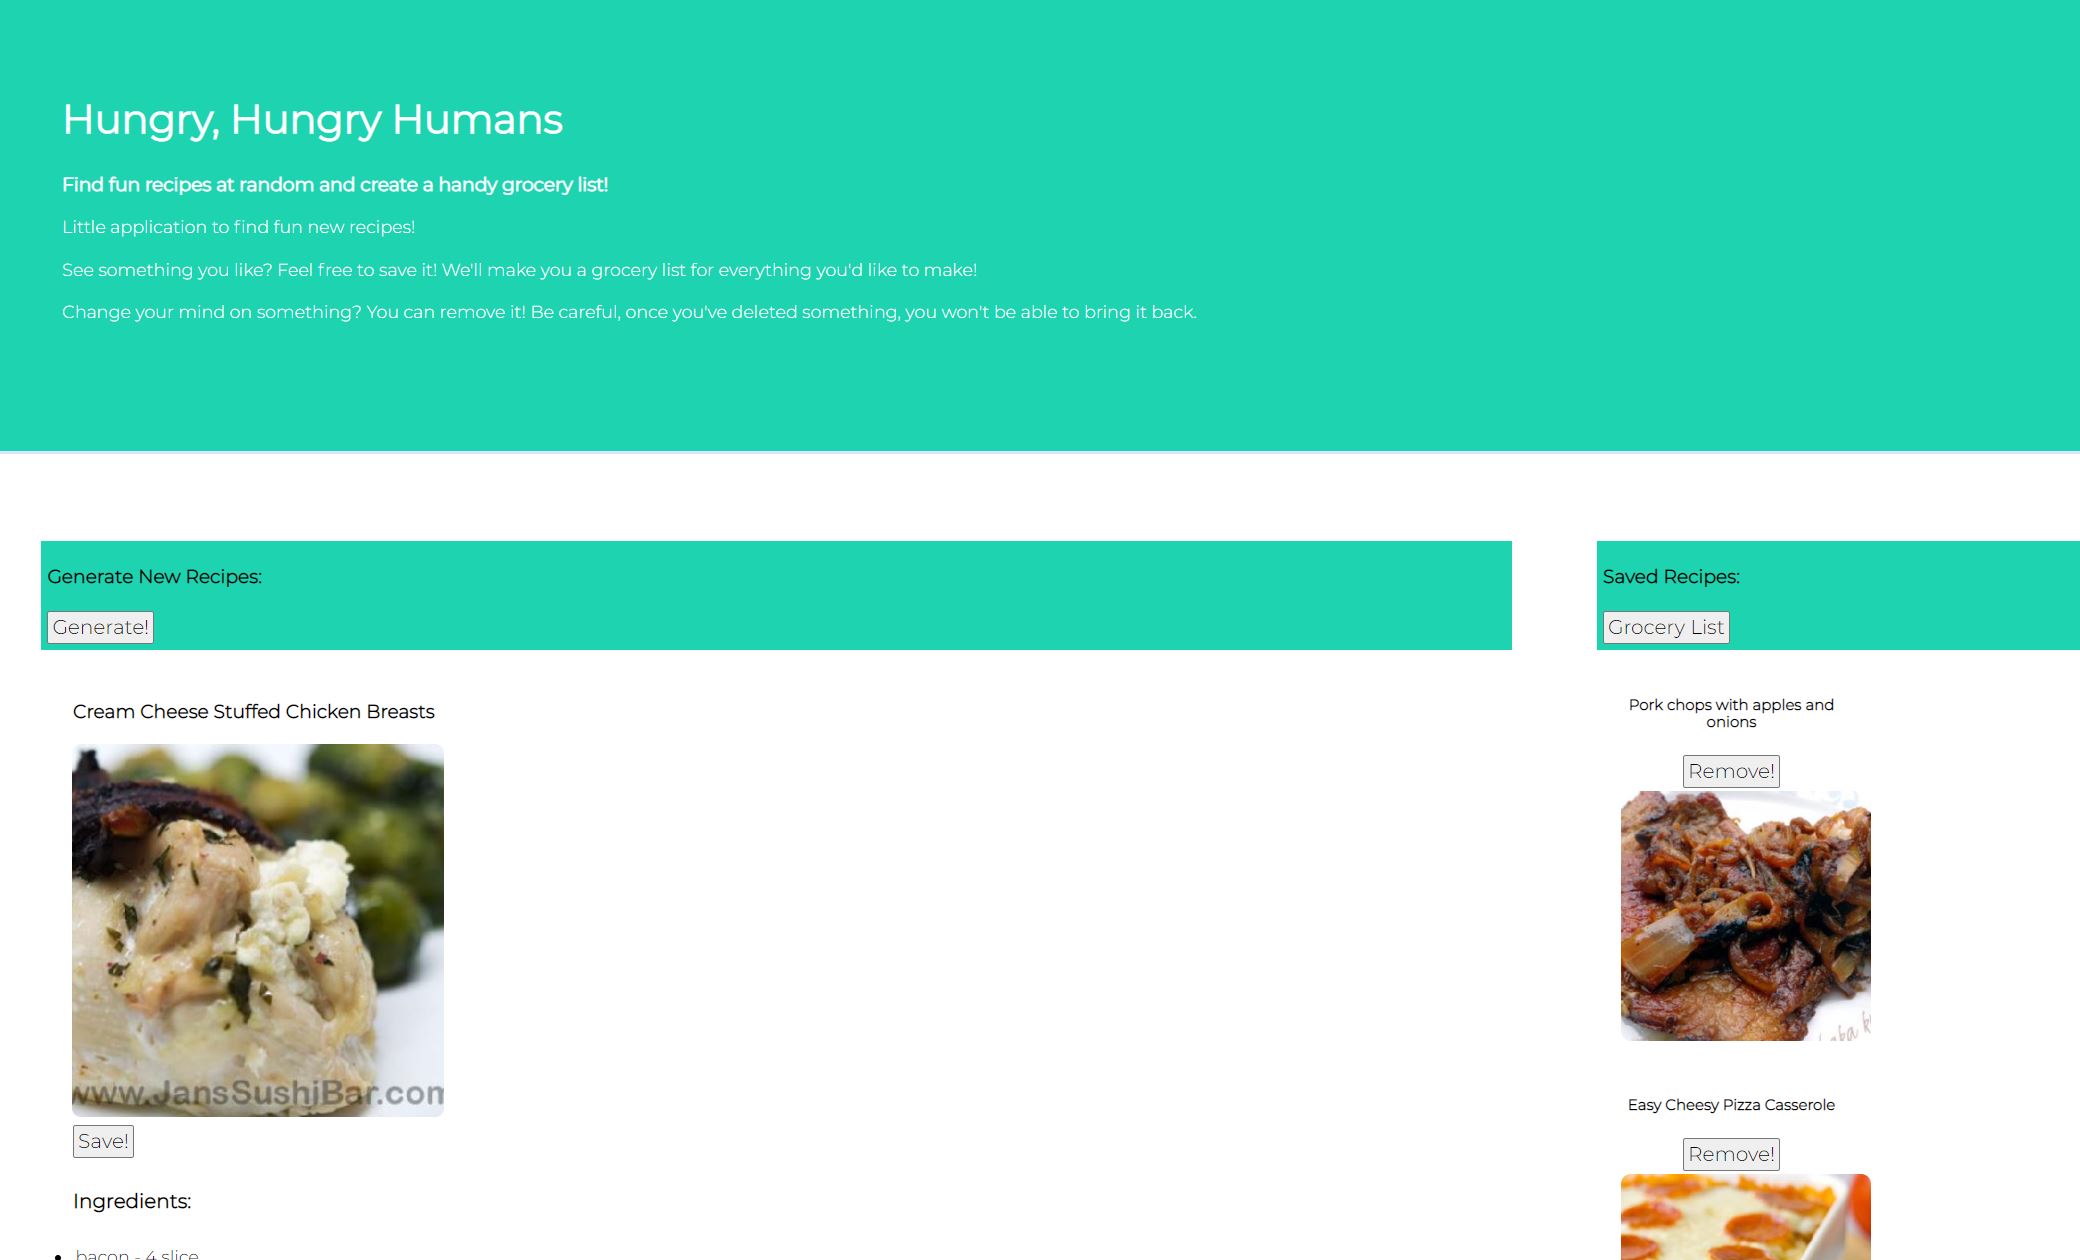 Hungry, Hungry Humans
Find fun recipes at random and create a handy grocery list!
Little application to find fun new recipes!
See something you like? Feel free to save it! We'll make you a grocery list for everything you'd like to make!
Change your mind on something? You can remove it! Be careful, once you've deleted something, you won't be able to bring it back.
Generate New Recipes:
Generate!
Cream Cheese Stuffed Chicken Breasts
www.JansSushiBar.com
Save!
Ingredients:
bacon - 4 slice
Saved Recipes:
Grocery List
Pork chops with apples and
onions
Remove!
Easy Cheesy Pizza Casserole
Remove!